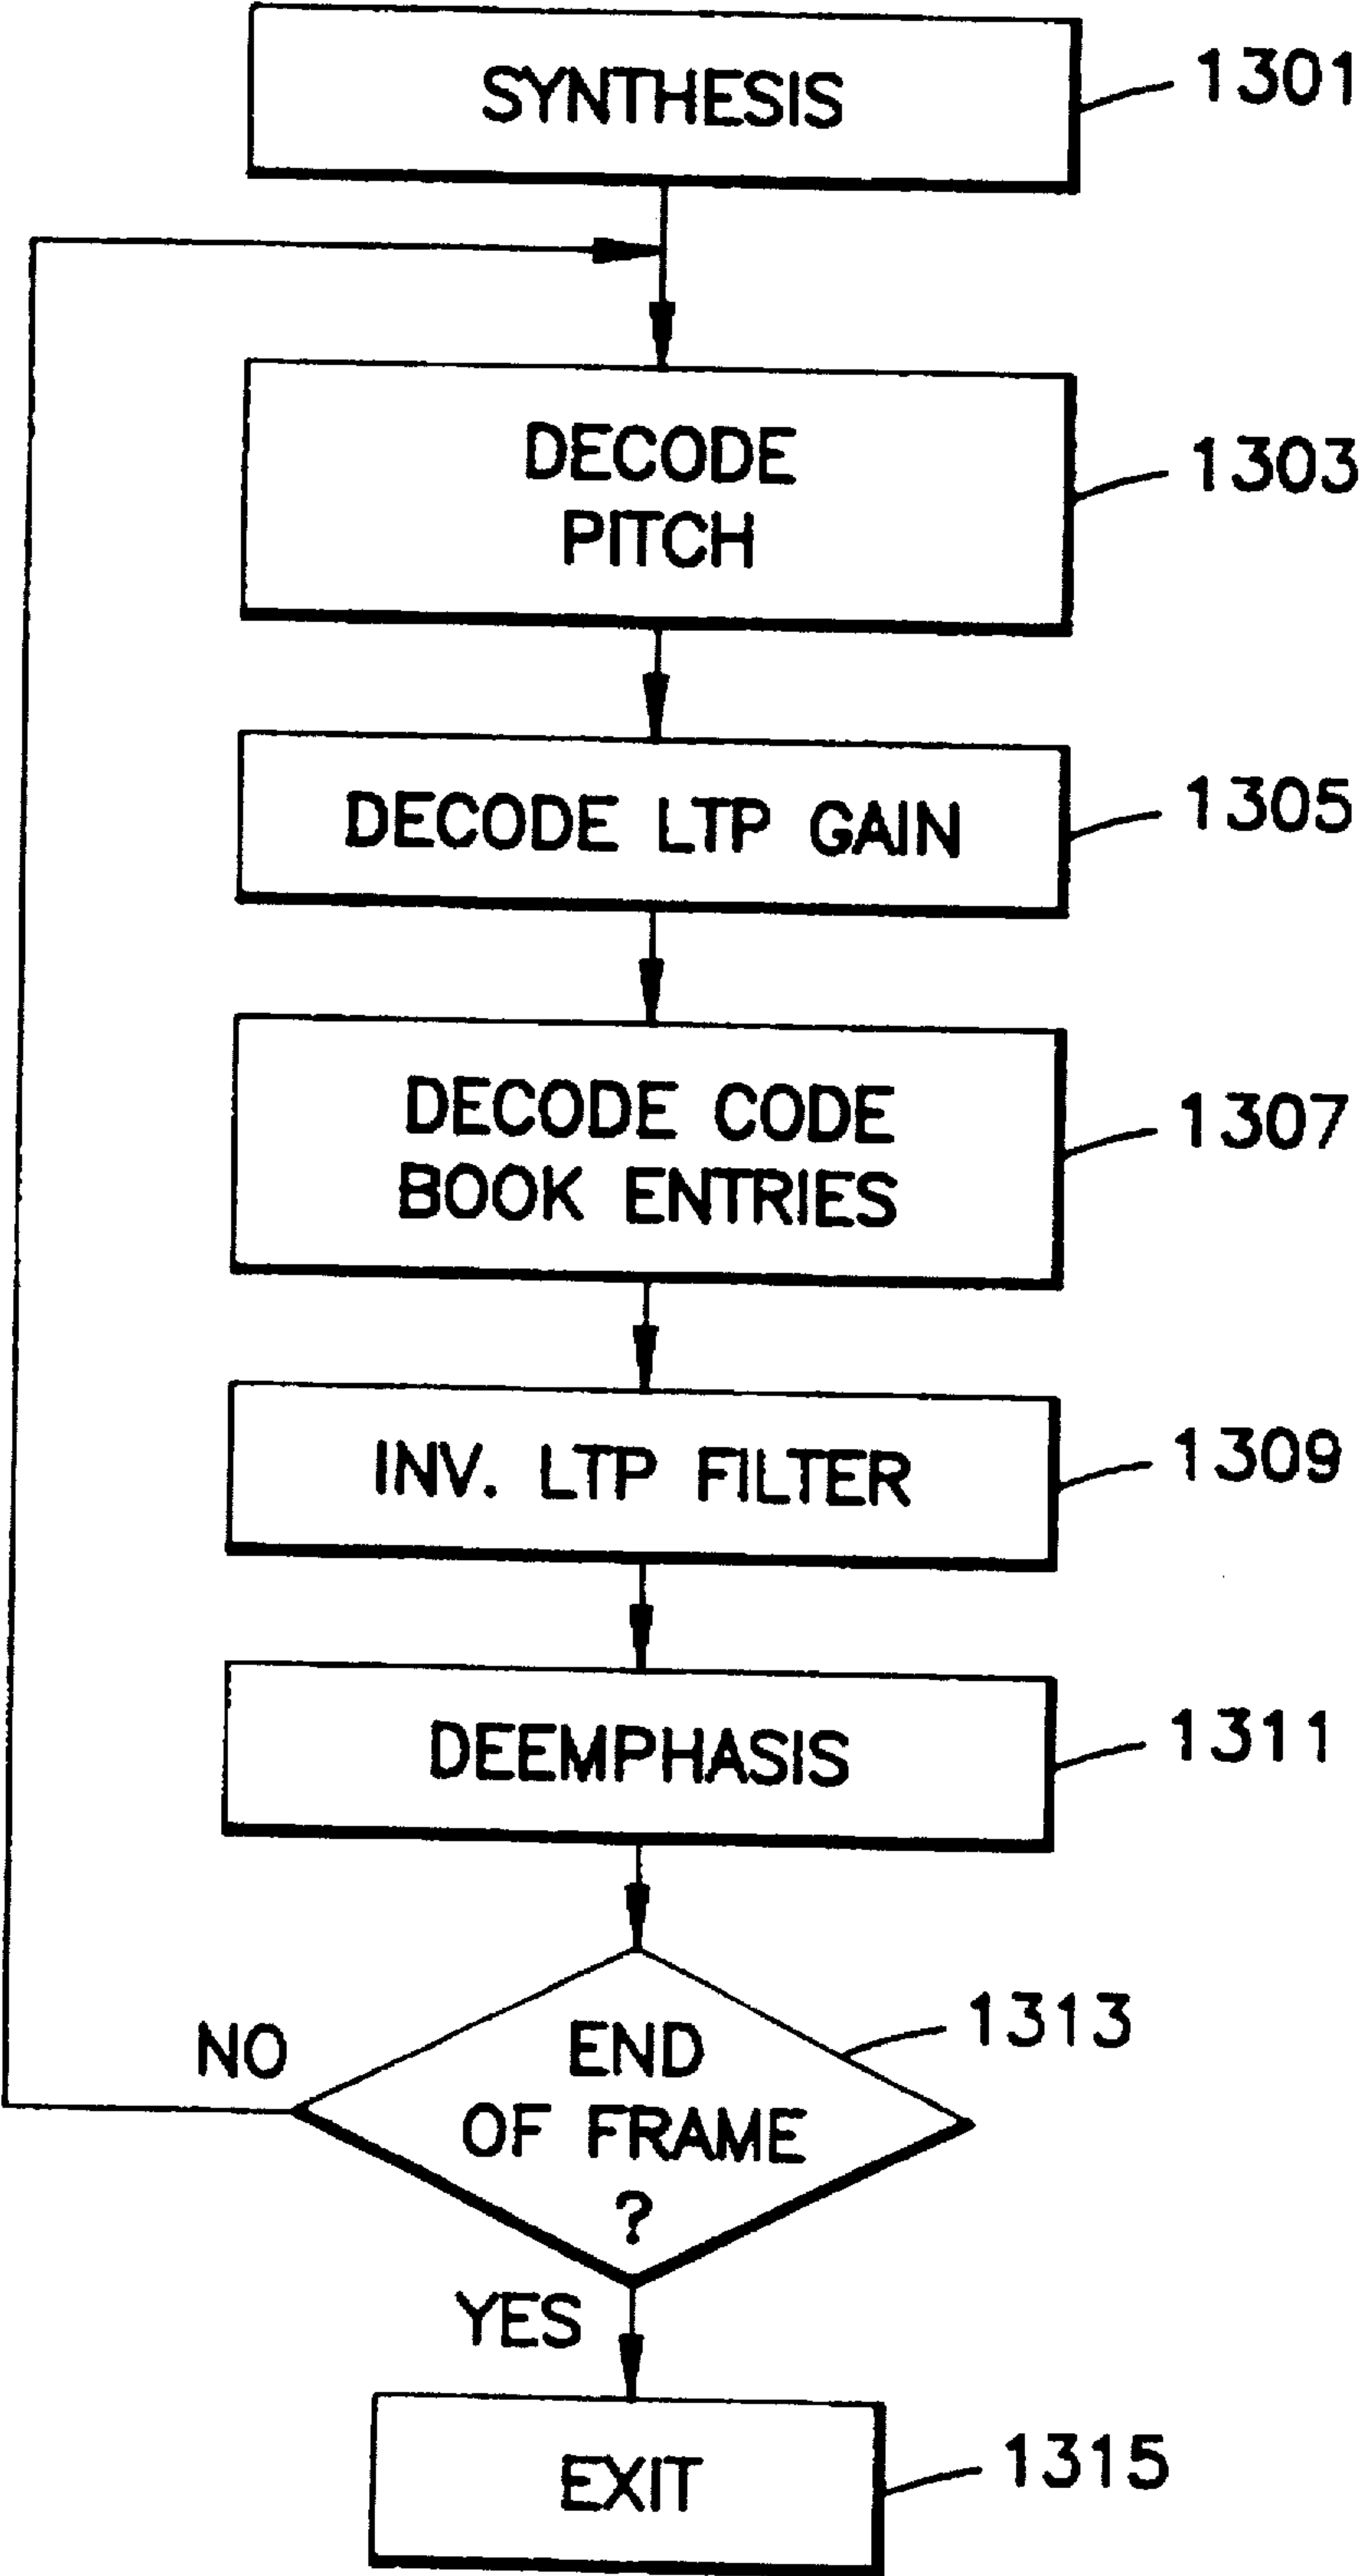 SYNTHESIS
1301
DECODE
PITCH
1303
DECODE LTP GAIN
1305
DECODE CODE
BOOK ENTRIES
1307
INV. LTP FILTER
1309
DEEMPHASIS
1311
END
OF FRAME
?
1313
NO
YES
EXIT
1315